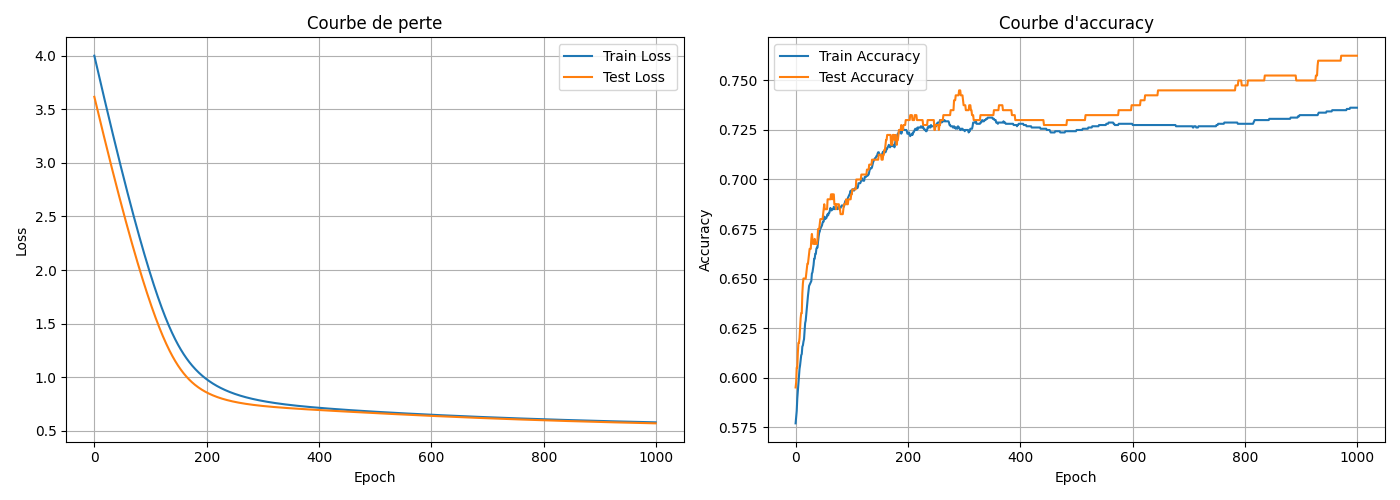 Courbe de perte
4.0
3.5
3.0
2.5
2.0
1.5
1.0
0.5
Loss
Train Loss
Test Loss
0 200 400 600 800 1000
Epoch
Courbe d'accuracy
0.750
0.725
0.700
0.675
0.650
0.625
0.600
0.575
Accuracy
Train Accuracy
Test Accuracy
0 200 400 600 800 1000
Epoch